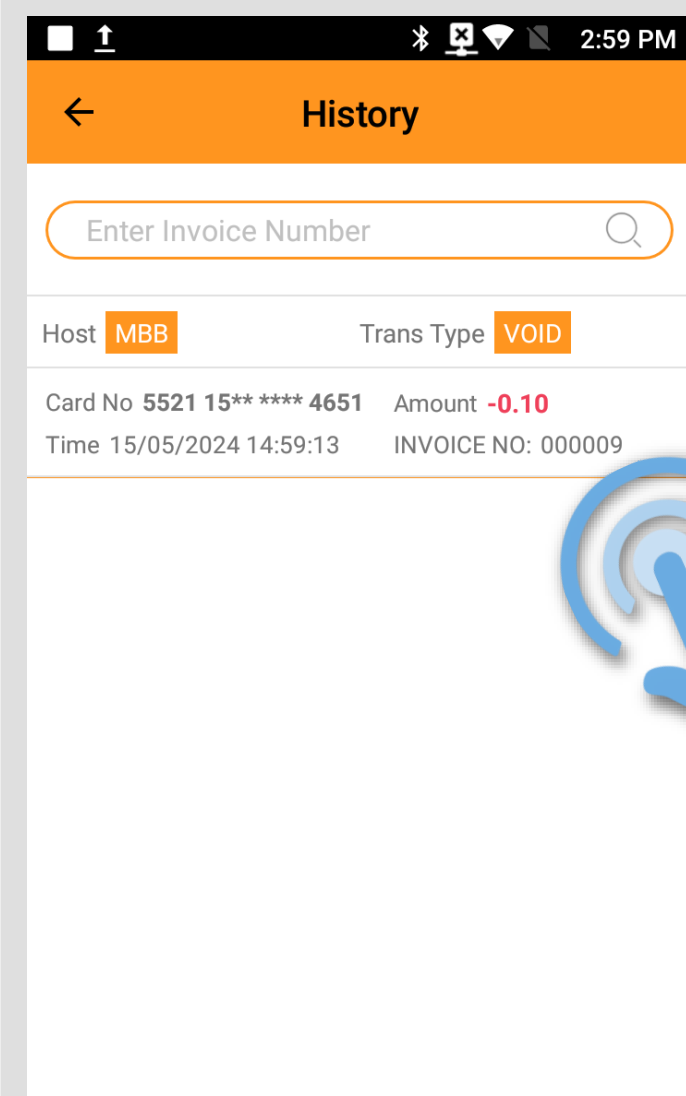 2:59 PM
History
Enter Invoice Number
Host MBB Trans Type VOID
Card No 5521 15** **** 4651 Amount -0.10
Time 15/05/2024 14:59:13 INVOICE NO: 000009